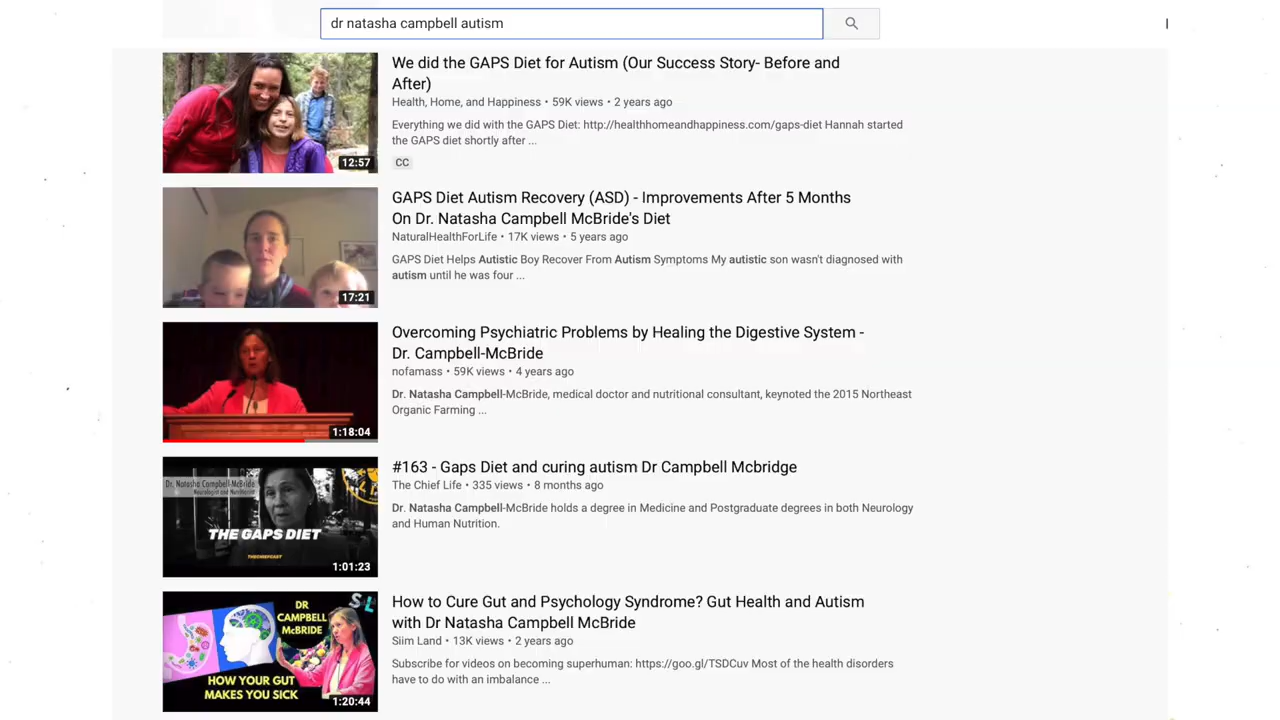 dr natasha campbell autism
We did the GAPS Diet for Autism (Our Success Story- Before and
After)
Health, Home, and Happiness • 59K views • 2 years ago
Everything we did with the GAPS Diet: http://healthhomeandhappiness.com/gaps-diet Hannah started
the GAPS diet shortly after ...
CC
12:57
GAPS Diet Autism Recovery (ASD) - Improvements After 5 Months
On Dr. Natasha Campbell McBride's Diet
NaturalHealthForLife • 17K views • 5 years ago
GAPS Diet Helps Autistic Boy Recover From Autism Symptoms My autistic son wasn't diagnosed with
autism until he was four ...
17:21
Overcoming Psychiatric Problems by Healing the Digestive System -
Dr. Campbell-McBride
nofamass • 59K views • 4 years ago
Dr. Natasha Campbell-McBride, medical doctor and nutritional consultant, keynoted the 2015 Northeast
Organic Farming ...
1:18:04
#163 - Gaps Diet and curing autism Dr Campbell Mcbridge
The Chief Life • 335 views • 8 months ago
Dr. Natasha Campbell-McBride holds a degree in Medicine and Postgraduate degrees in both Neurology
and Human Nutrition.
Dr. Natasha Campbell-McBride
Neurologist and Nutritionist
THE GAPS DIET
THECHIEFCAST
1:01:23
How to Cure Gut and Psychology Syndrome? Gut Health and Autism
with Dr Natasha Campbell McBride
Siim Land • 13K views • 2 years ago
Subscribe for videos on becoming superhuman: https://goo.gl/TSDCuv Most of the health disorders
have to do with an imbalance ...
DR
CAMPBELL
McBRIDE
HOW YOUR GUT
MAKES YOU SICK
1:20:44